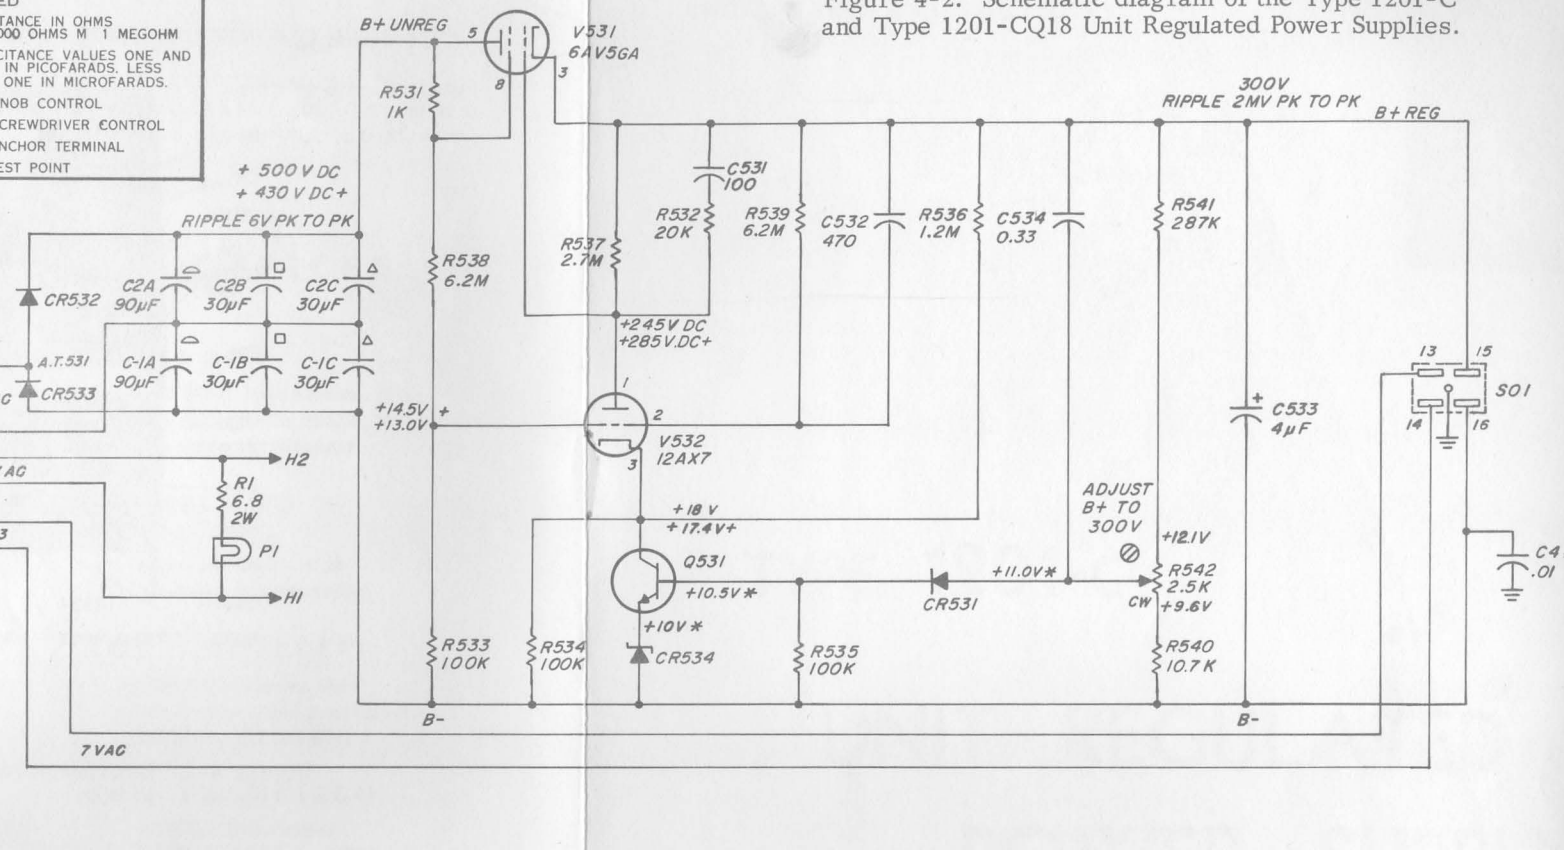 TANCE IN OHMS
000 OHMS M 1 MEGOHM
CITANCE VALUES ONE AND
IN PICOFARADS. LESS
ONE IN MICROFARADS.
NOB CONTROL
CREWDRIVER CONTROL
NCHOR TERMINAL
EST POINT
Figure 4-2. Schematic diagram of the Type 1201-C
and Type 1201-CQ18 Unit Regulated Power Supplies.
B+ UNREG
5
V531
6AV5GA
3
8
R531
1K
300V
RIPPLE 2MV PK TO PK
B+ REG
+ 500 V DC
+ 430 V DC+
RIPPLE 6V PK TO PK
C531
100
R532
20K
R539
6.2M
C532
470
R536
1.2M
C534
0.33
R541
287K
R537
2.7M
R538
6.2M
CR532
C2A
90µF
C2B
30µF
C2C
30µF
+245V DC
+285V.DC+
A.T.531
CR533
C-1A
90µF
C-1B
30µF
C-1C
30µF
13
15
SO1
14
16
1
+14.5V +
+13.0V
2
V532
12AX7
3
C533
+
4µF
H2
R1
6.8
2W
P1
H1
+18 V
+17.4V+
ADJUST
B+ TO
300V
+12.1V
Q531
+10.5V*
CR531
+11.0V*
CW
R542
2.5K
+9.6V
C4
.01
+10V*
CR534
R533
100K
R534
100K
R535
100K
R540
10.7 K
B-
B-
7VAC